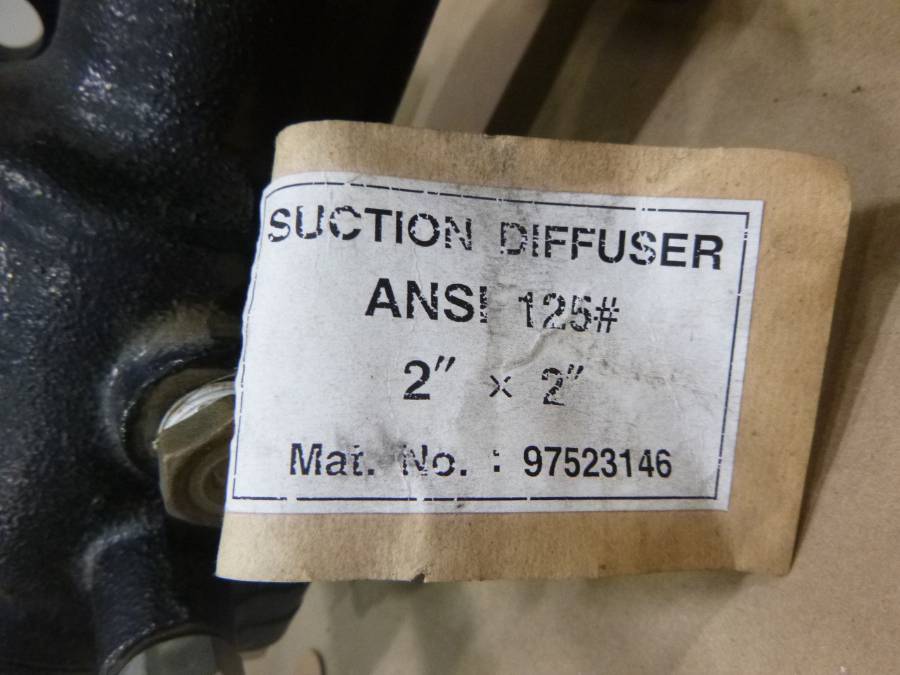 SUCTION DIFFUSER
ANSI 125#
2" × 2"
Mat. No. : 97523146